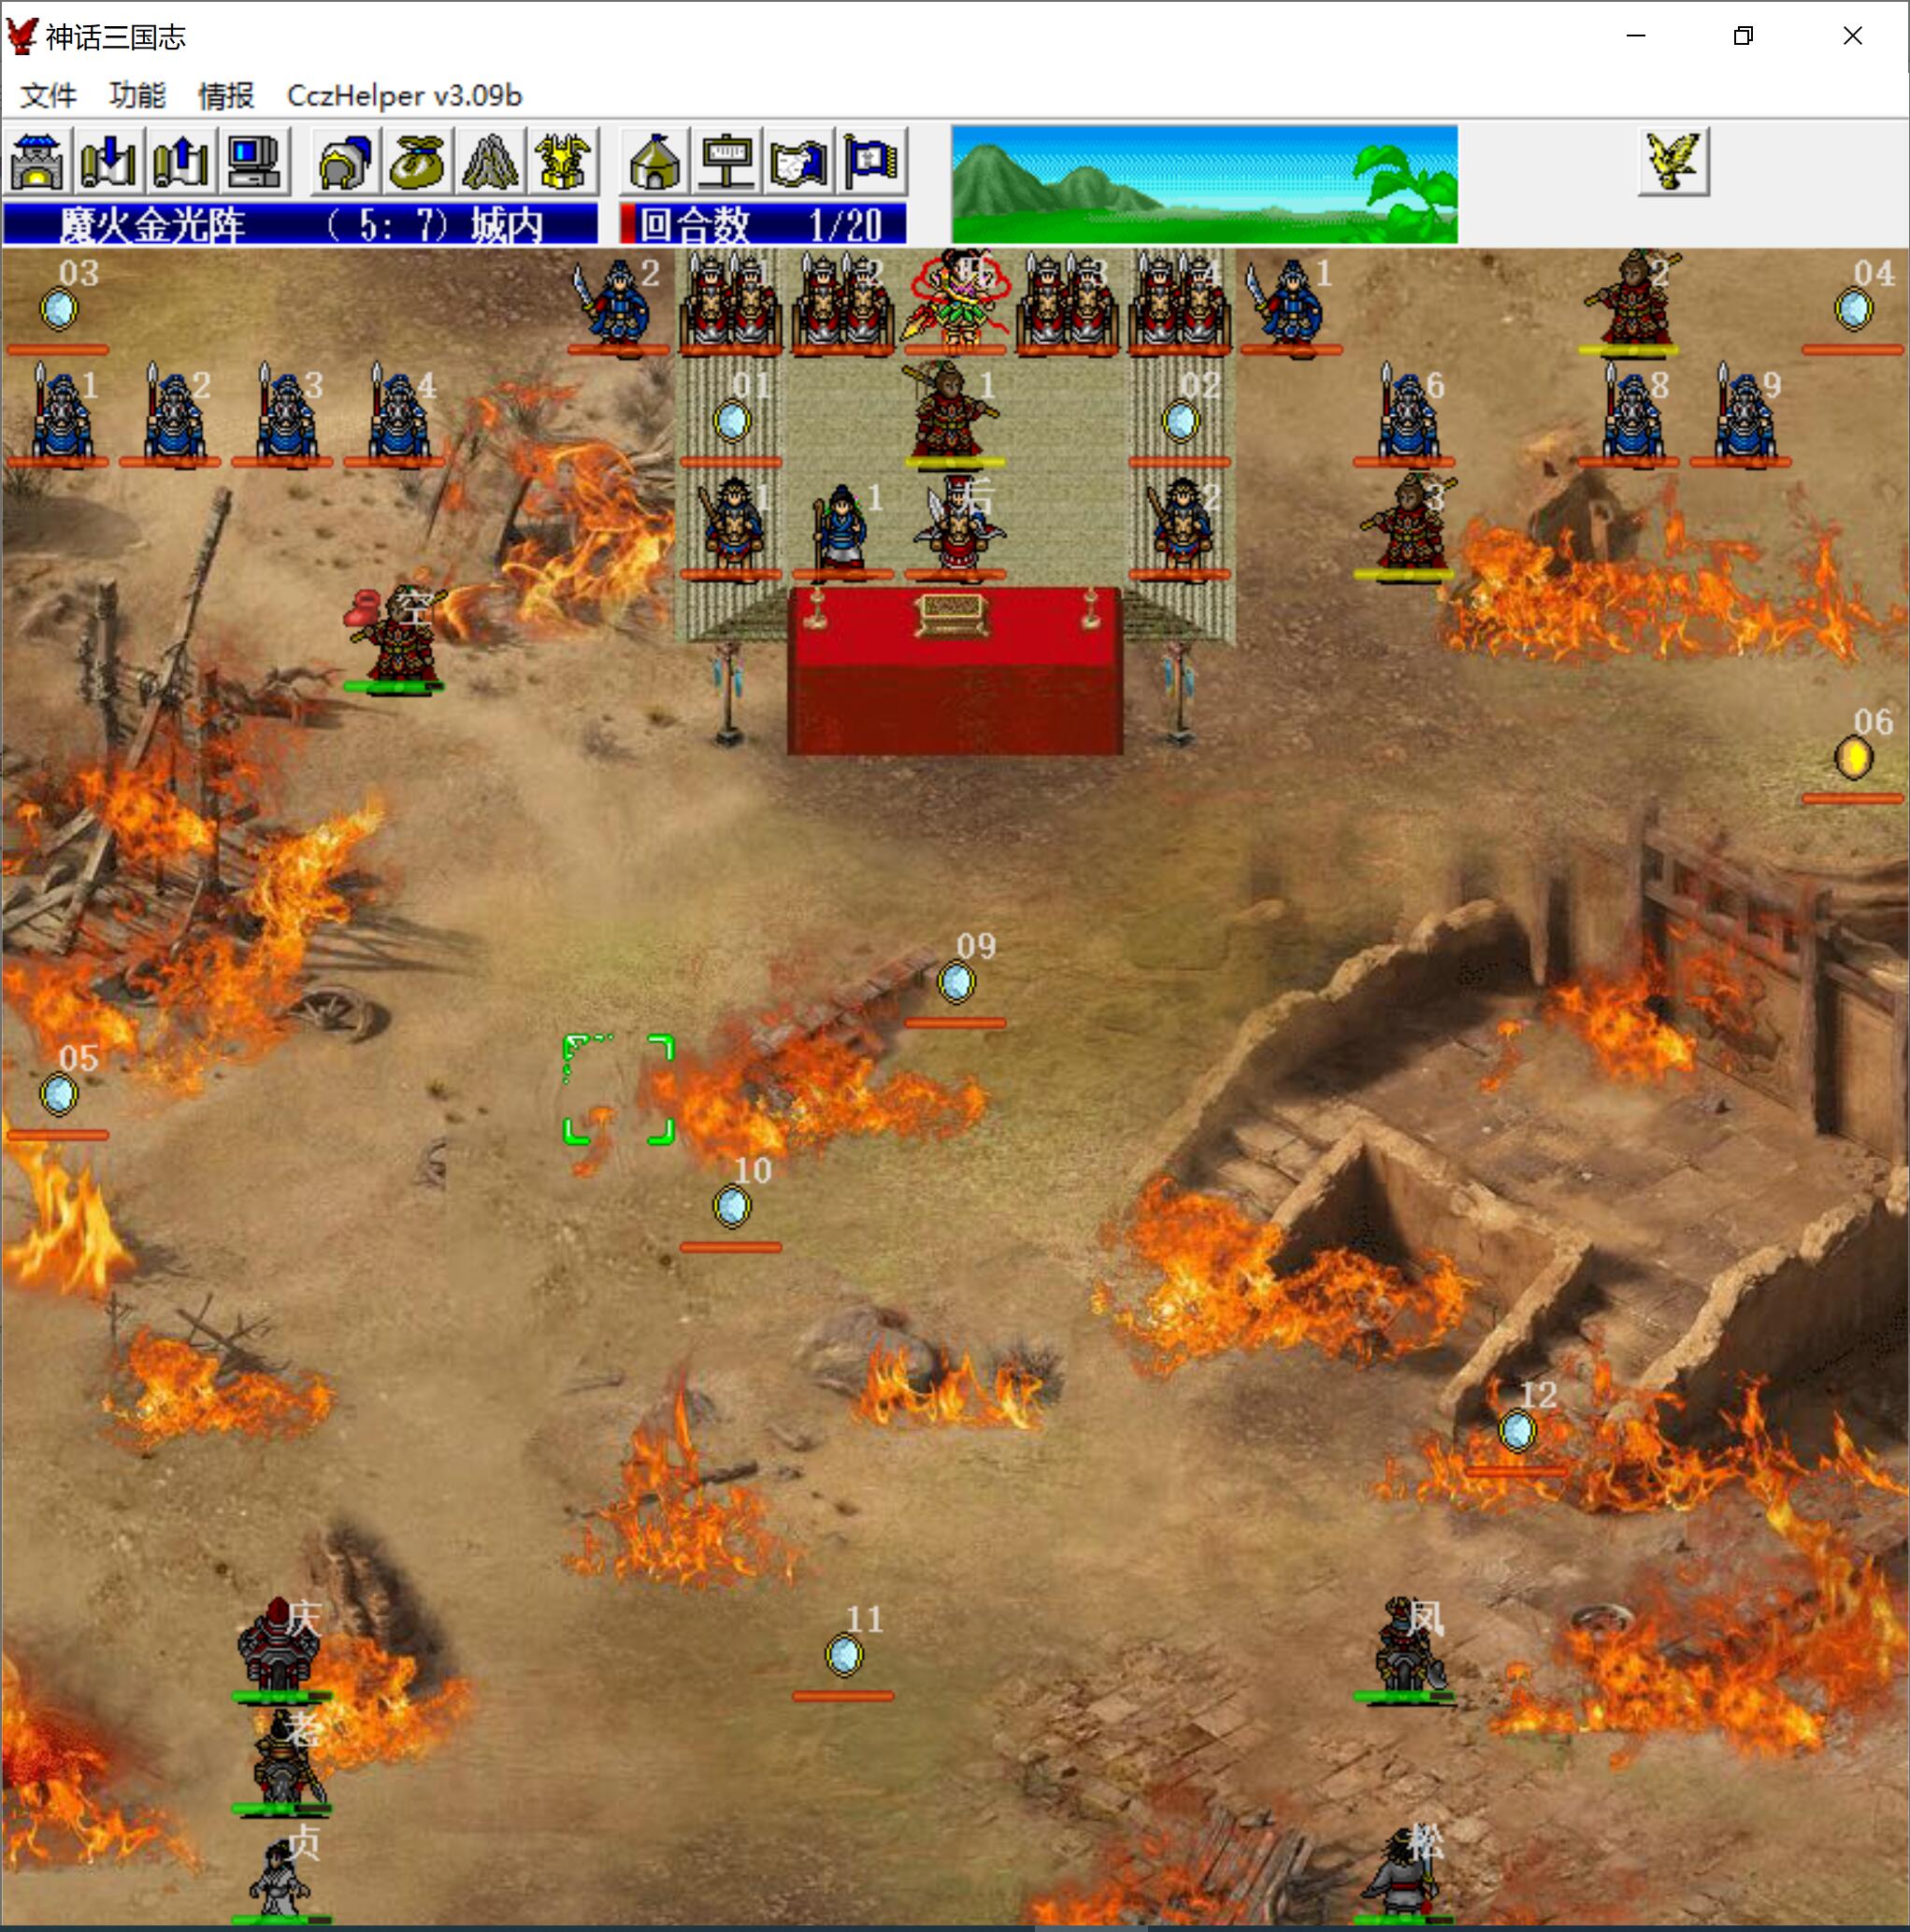 神话三国志
文件 功能 情报 CczHelper v3.09b
魔火金光阵 （ 5： 7）城内 回合数 1/20
03 2 1 2 3 4 1 2 04
1 2 3 4 01 1 02 6 8 9
1 1 后 2 3
空
06
09
05
10
12
庆 11 凤
老
贞 松